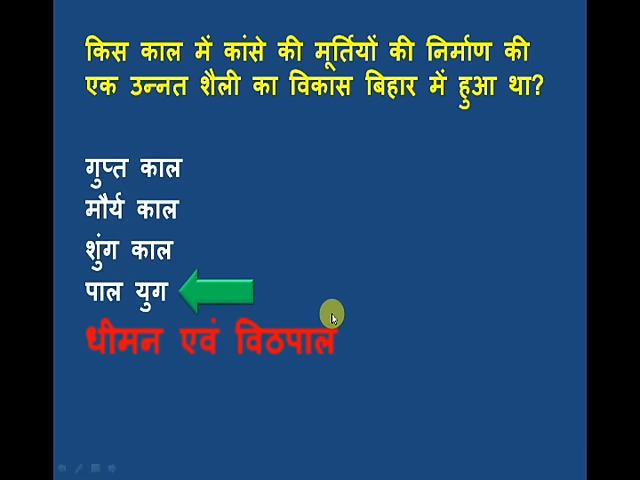 किस काल में कांसे की मूर्तियों की निर्माण की
एक उन्नत शैली का विकास बिहार में हुआ था?
गुप्त काल
मौर्य काल
शुंग काल
पाल युग
धीमन एवं विठपाल